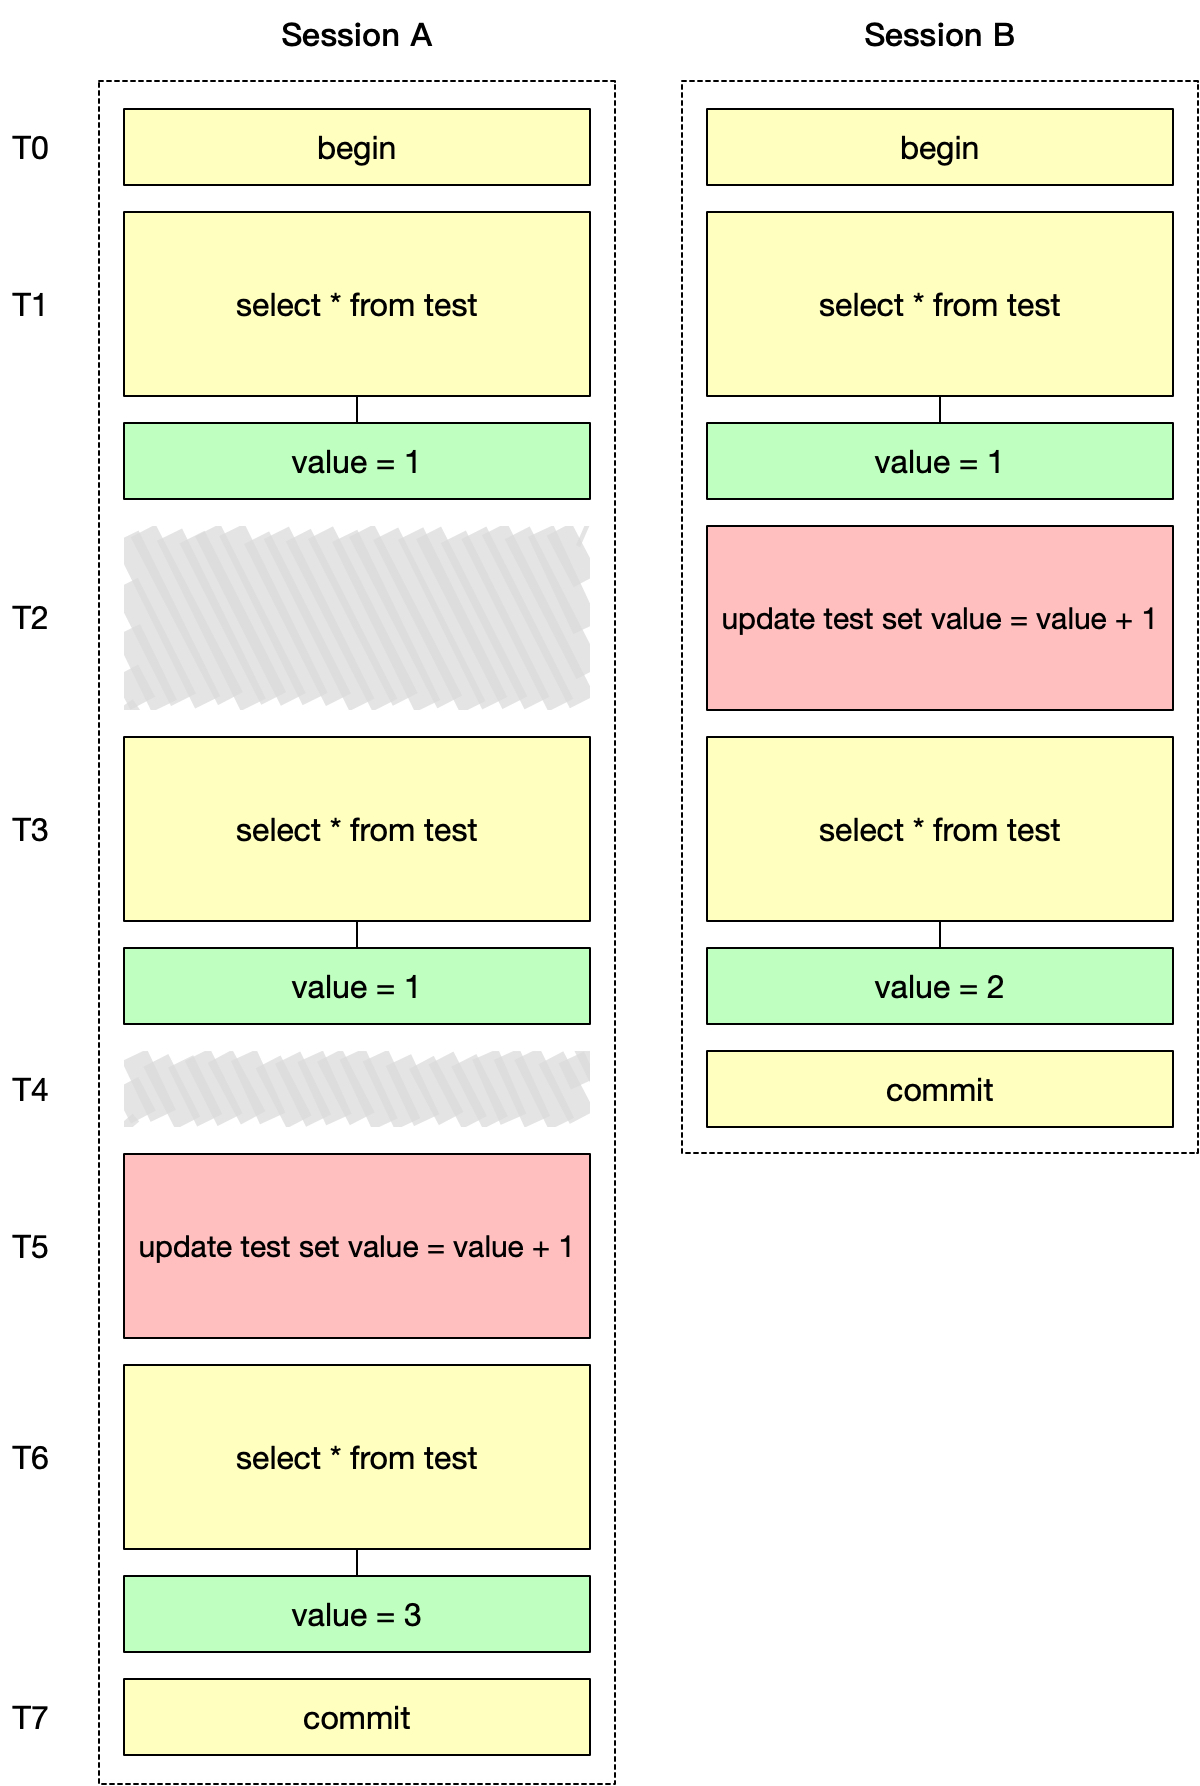 Session A
Session B
T0
begin
begin
T1
select * from test
select * from test
value = 1
value = 1
T2
update test set value = value + 1
T3
select * from test
select * from test
value = 1
value = 2
T4
commit
T5
update test set value = value + 1
T6
select * from test
value = 3
T7
commit